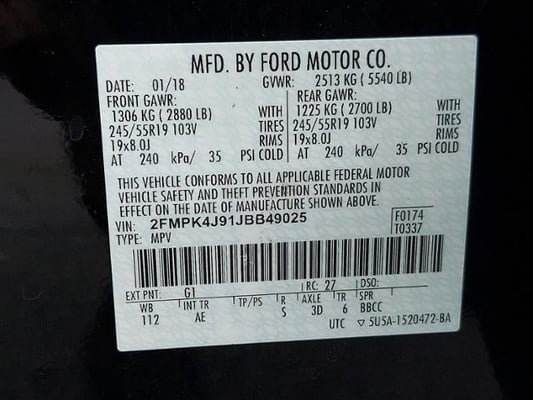 MFD. BY FORD MOTOR CO.
DATE: 01/18 GVWR: 2513 KG ( 5540 LB)
FRONT GAWR: REAR GAWR:
1306 KG ( 2880 LB) WITH 1225 KG ( 2700 LB) WITH
245/55R19 103V TIRES 245/55R19 103V TIRES
19x8.0J RIMS 19x8.0J RIMS
AT 240 kPa/ 35 PSI COLD AT 240 kPa/ 35 PSI COLD
THIS VEHICLE CONFORMS TO ALL APPLICABLE FEDERAL MOTOR
VEHICLE SAFETY AND THEFT PREVENTION STANDARDS IN
EFFECT ON THE DATE OF MANUFACTURE SHOWN ABOVE.
VIN: 2FMPK4J91JBB49025 F0174
TYPE: MPV T0337
EXT PNT: G1 RC: 27 DSO:
WB INT TR TP/PS R AXLE TR SPR
112 AE S 3D 6 BBCC
UTC ▽ 5U5A-1520472-BA